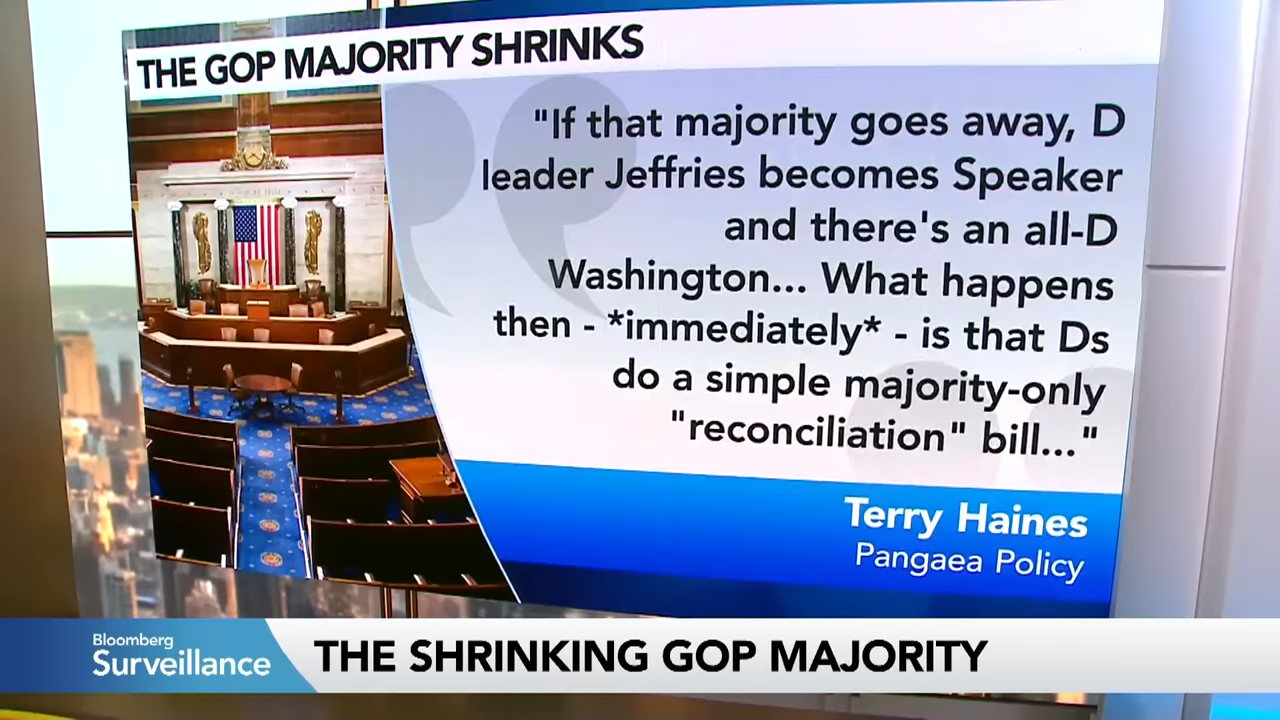 THE GOP MAJORITY SHRINKS
"If that majority goes away, D
leader Jeffries becomes Speaker
and there's an all-D
Washington... What happens
then - *immediately* - is that Ds
do a simple majority-only
"reconciliation" bill..."
Terry Haines
Pangaea Policy
Bloomberg
Surveillance
THE SHRINKING GOP MAJORITY